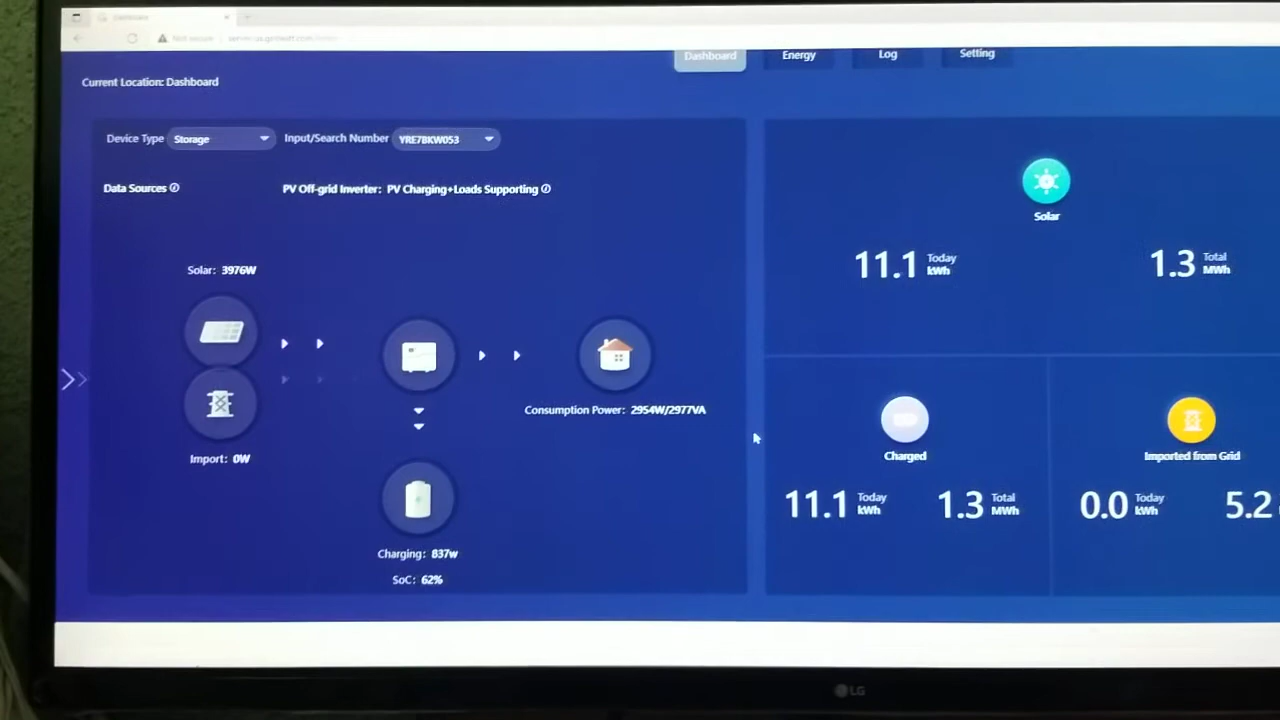 Dashboard
Not secure
Dashboard Energy Log Setting
Current Location: Dashboard
Device Type Storage Input/Search Number YRE7BKW053
Data Sources PV Off-grid Inverter: PV Charging+Loads Supporting
Solar: 3976W
Import: 0W
Consumption Power: 2954W/2977VA
Charging: 837w
SoC: 62%
Solar
11.1 Today kWh 1.3 Total MWh
Charged
11.1 Today kWh 1.3 Total MWh
Imported from Grid
0.0 Today kWh 5.2
LG